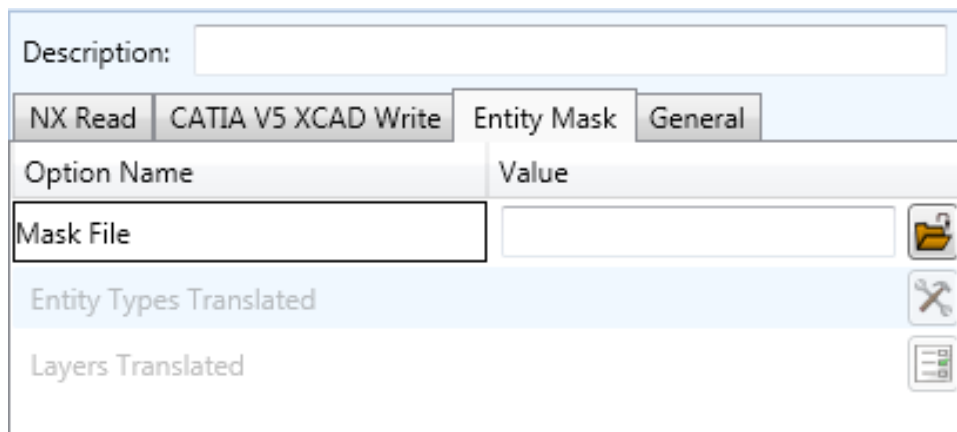 Description:
NX Read CATIA V5 XCAD Write Entity Mask General
Option Name Value
Mask File
Entity Types Translated
Layers Translated